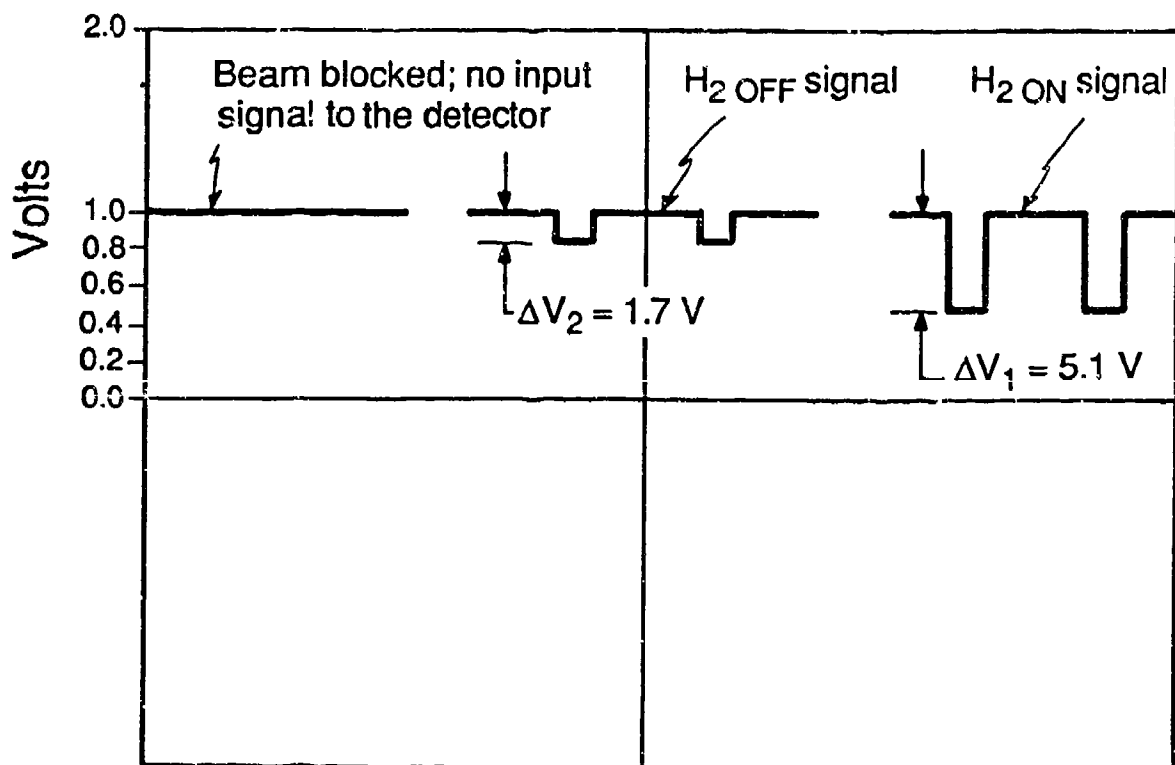 2.0
Beam blocked; no input
signal to the detector
H2 OFF signal
H2 ON signal
Volts
1.0
0.8
0.6
0.4
0.2
0.0
ΔV2 = 1.7 V
ΔV1 = 5.1 V